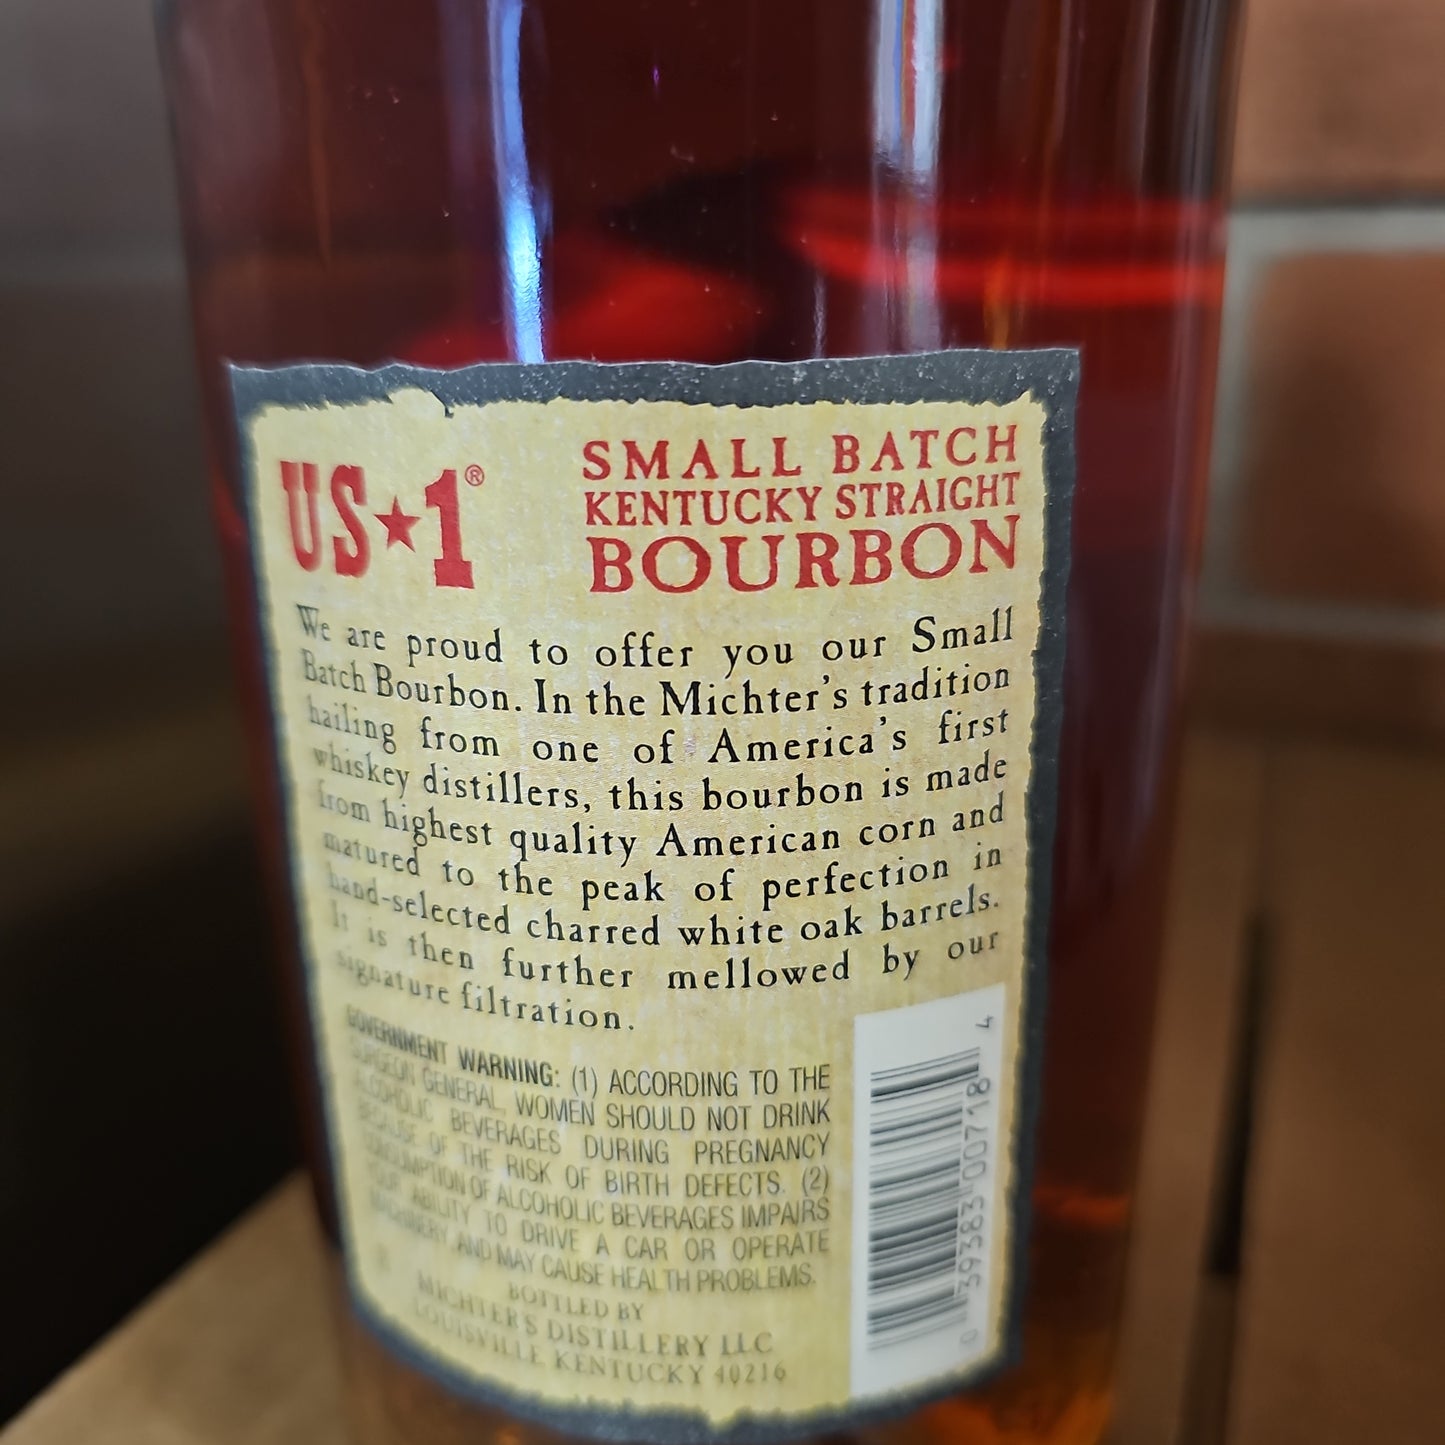 US★1®
SMALL BATCH
KENTUCKY STRAIGHT
BOURBON
We are proud to offer you our Small
Batch Bourbon. In the Michter's tradition
hailing from one of America's first
whiskey distillers, this bourbon is made
from highest quality American corn and
matured to the peak of perfection in
hand-selected charred white oak barrels.
It is then further mellowed by our
signature filtration.
GOVERNMENT WARNING: (1) ACCORDING TO THE
SURGEON GENERAL, WOMEN SHOULD NOT DRINK
ALCOHOLIC BEVERAGES DURING PREGNANCY
BECAUSE OF THE RISK OF BIRTH DEFECTS. (2)
CONSUMPTION OF ALCOHOLIC BEVERAGES IMPAIRS
YOUR ABILITY TO DRIVE A CAR OR OPERATE
MACHINERY, AND MAY CAUSE HEALTH PROBLEMS.
BOTTLED BY
MICHTER'S DISTILLERY LLC
LOUISVILLE KENTUCKY 40216
0 39383 00718 4